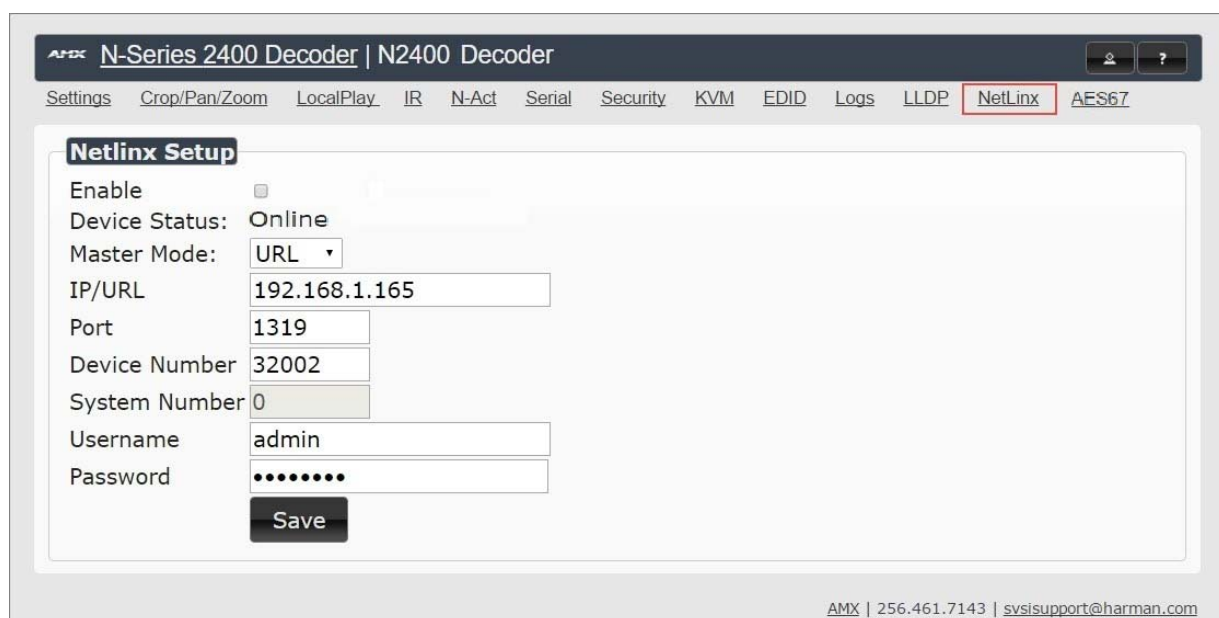 AMX N-Series 2400 Decoder | N2400 Decoder ?
Settings Crop/Pan/Zoom LocalPlay IR N-Act Serial Security KVM EDID Logs LLDP NetLinx AES67
Netlinx Setup
Enable
Device Status: Online
Master Mode: URL
IP/URL 192.168.1.165
Port 1319
Device Number 32002
System Number 0
Username admin
Password ••••••••
Save
AMX | 256.461.7143 | svsisupport@harman.com